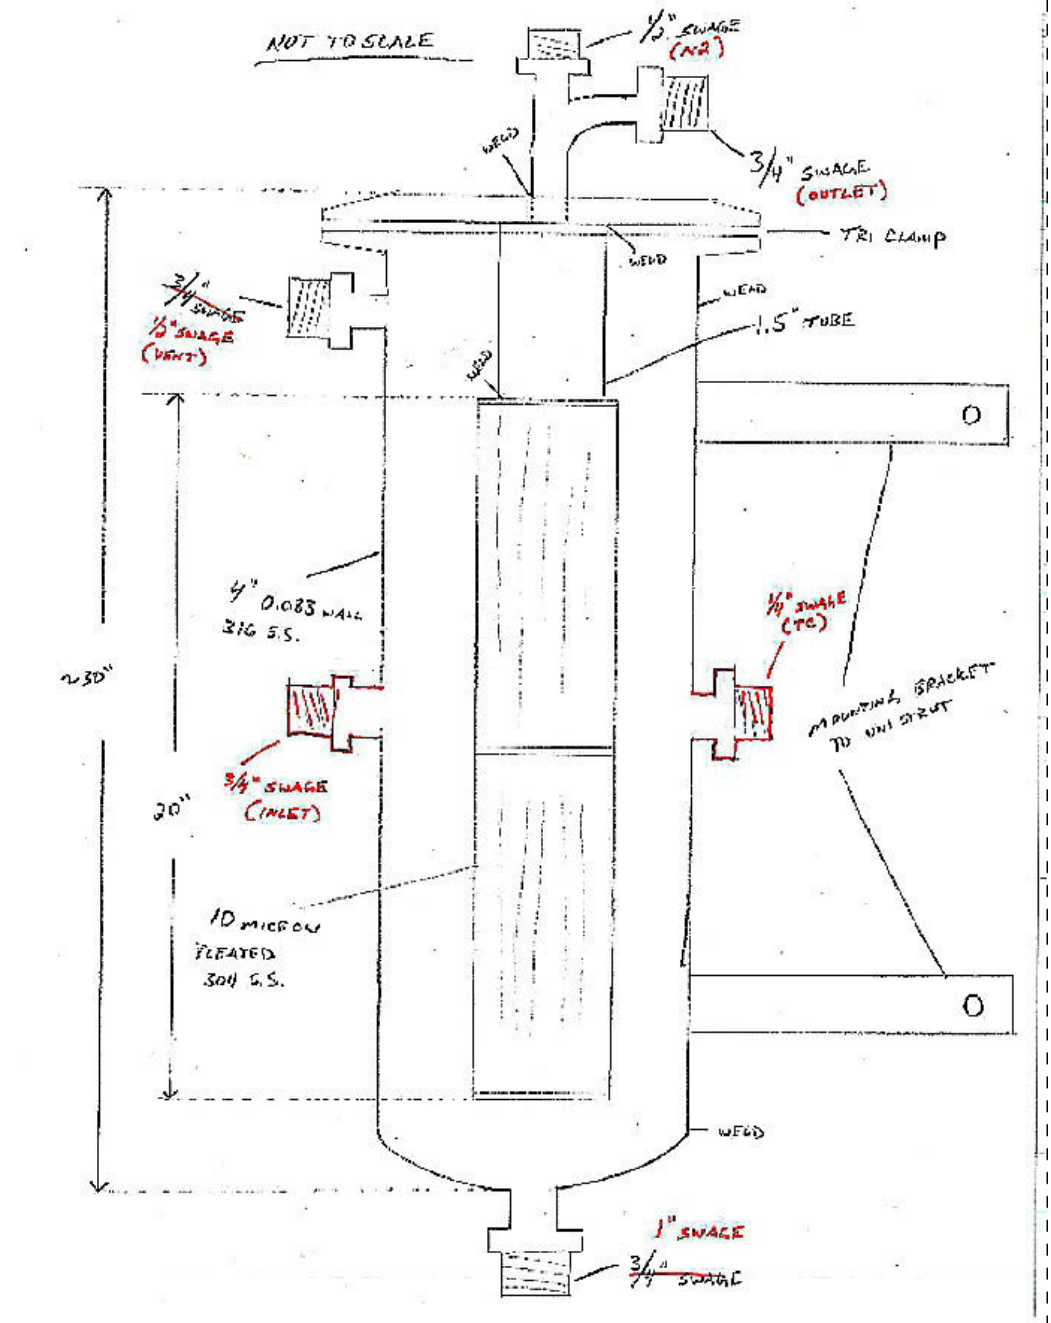 NOT TO SCALE
1/2" SWAGE
(N2)
WELD
3/4" SWAGE
(OUTLET)
TRI CLAMP
WELD
3/4" SWAGE
1/2" SWAGE
(VENT)
WELD
1.5" TUBE
WELD
4" 0.083 WALL
316 S.S.
1/4" SWAGE
(TC)
~30"
MOUNTING BRACKET
TO UNI STRUT
3/4" SWAGE
(INLET)
20"
10 MICRON
PLEATED
304 S.S.
WELD
1" SWAGE
3/4" SWAGE